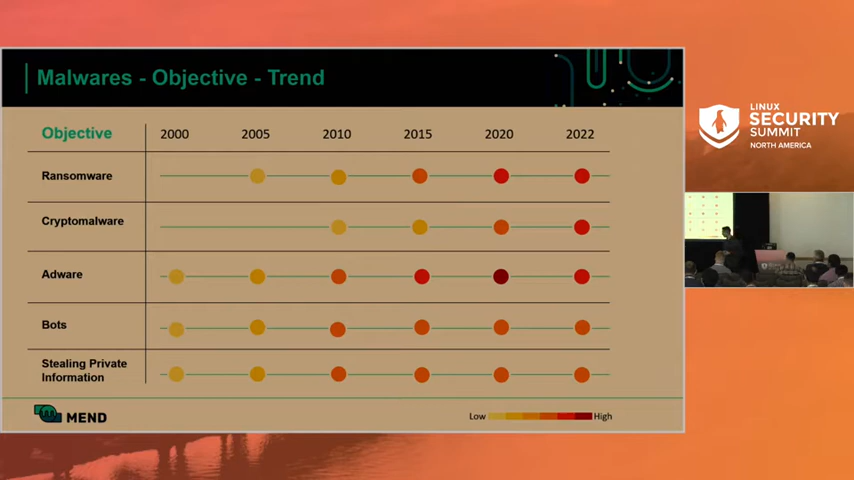 Malwares - Objective - Trend
Objective 2000 2005 2010 2015 2020 2022
Ransomware
Cryptomalware
Adware
Bots
Stealing Private
Information
MEND
Low High
LINUX
SECURITY
SUMMIT
NORTH AMERICA